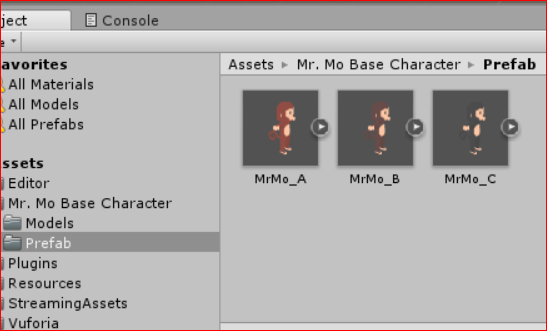 ject
Console
e
avorites
All Materials
All Models
All Prefabs
ssets
Editor
Mr. Mo Base Character
Models
Prefab
Plugins
Resources
StreamingAssets
Vuforia
Assets ▸ Mr. Mo Base Character ▸ Prefab
MrMo_A
MrMo_B
MrMo_C